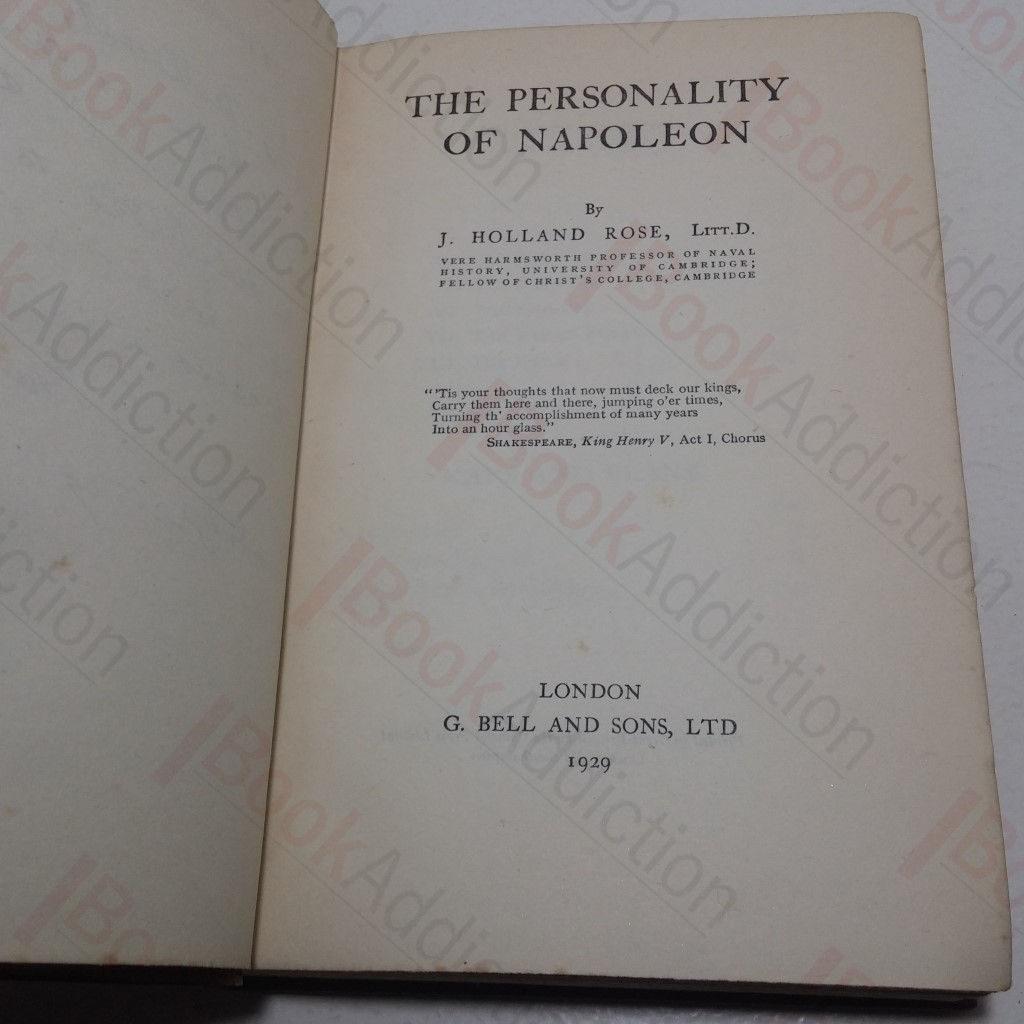 THE PERSONALITY
OF NAPOLEON
By
J. HOLLAND ROSE, LITT.D.
VERE HARMSWORTH PROFESSOR OF NAVAL
HISTORY, UNIVERSITY OF CAMBRIDGE;
FELLOW OF CHRIST'S COLLEGE, CAMBRIDGE
"'Tis your thoughts that now must deck our kings,
Carry them here and there, jumping o'er times,
Turning th' accomplishment of many years
Into an hour glass."
SHAKESPEARE, King Henry V, Act I, Chorus
LONDON
G. BELL AND SONS, LTD
1929
BookAddiction